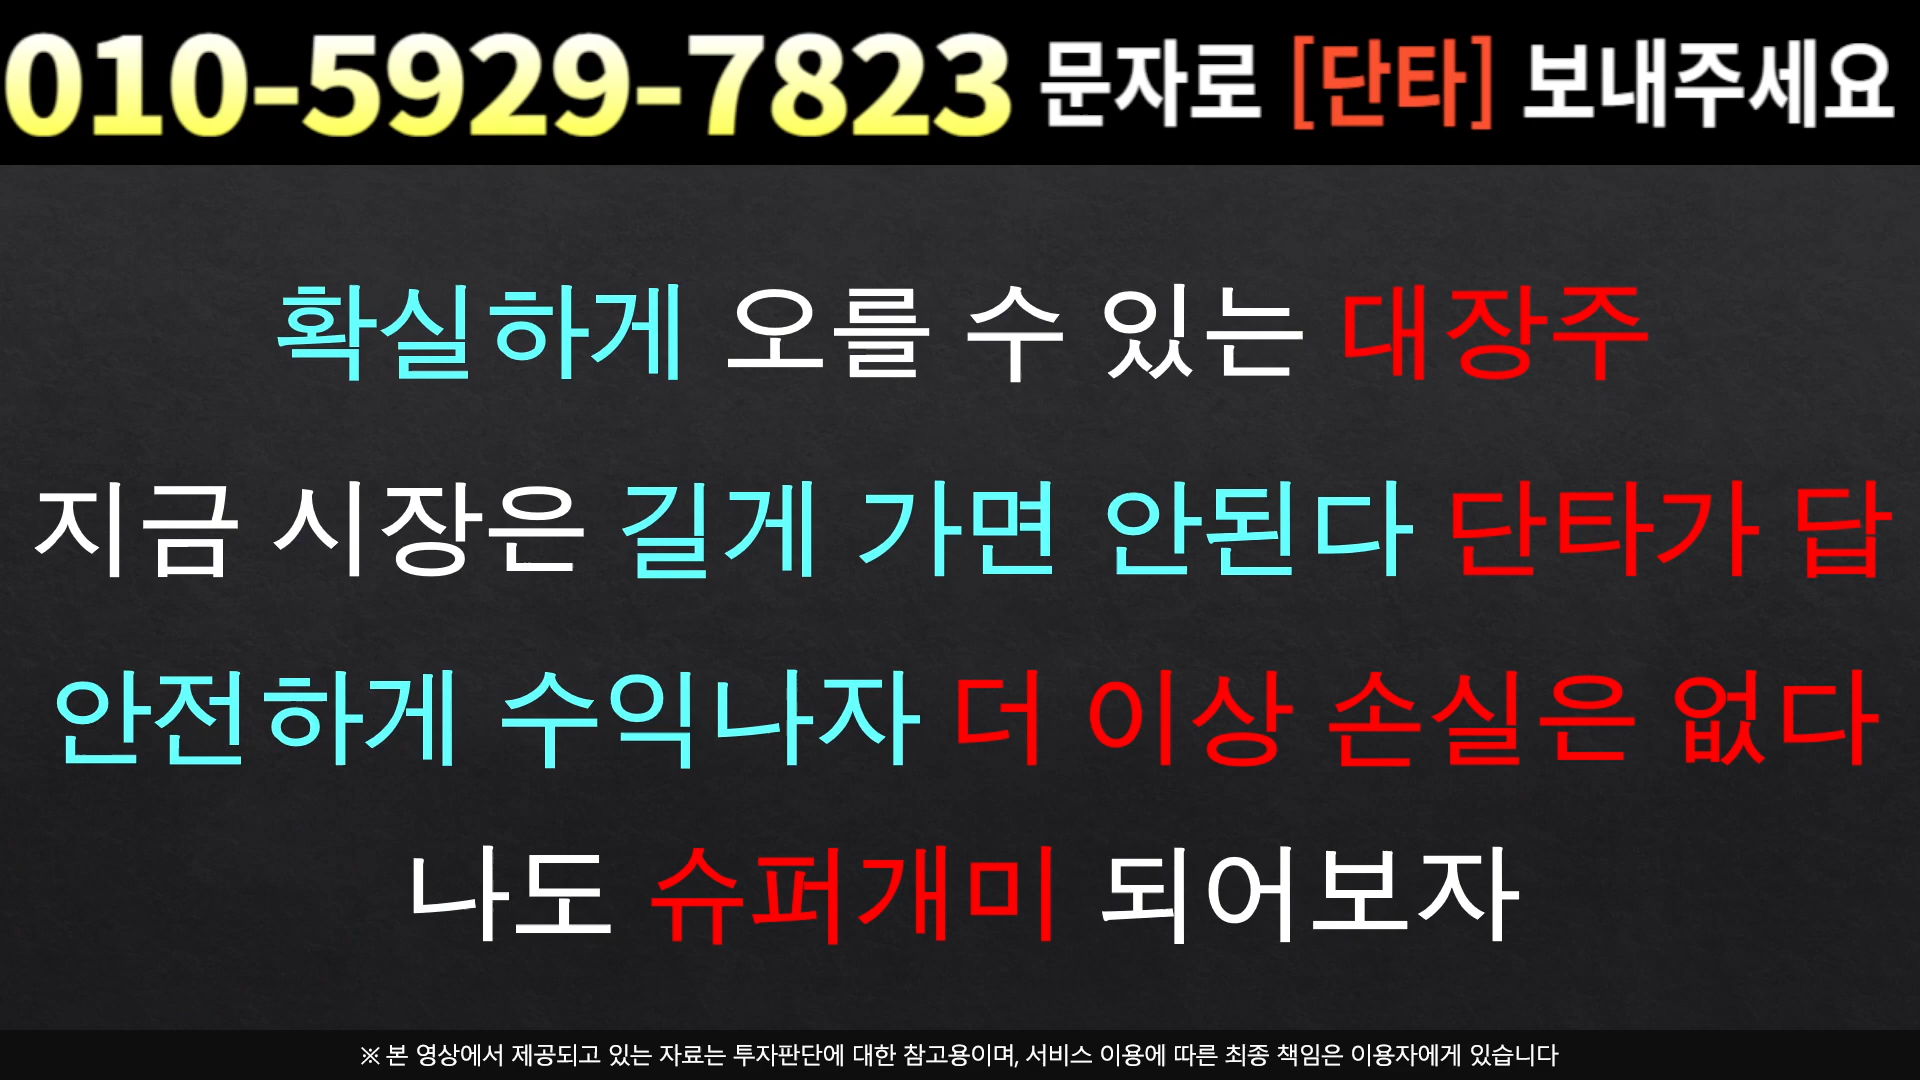 010-5929-7823 문자로 [단타] 보내주세요
확실하게 오를 수 있는 대장주
지금 시장은 길게 가면 안된다 단타가 답
안전하게 수익나자 더 이상 손실은 없다
나도 슈퍼개미 되어보자
※ 본 영상에서 제공되고 있는 자료는 투자판단에 대한 참고용이며, 서비스 이용에 따른 최종 책임은 이용자에게 있습니다